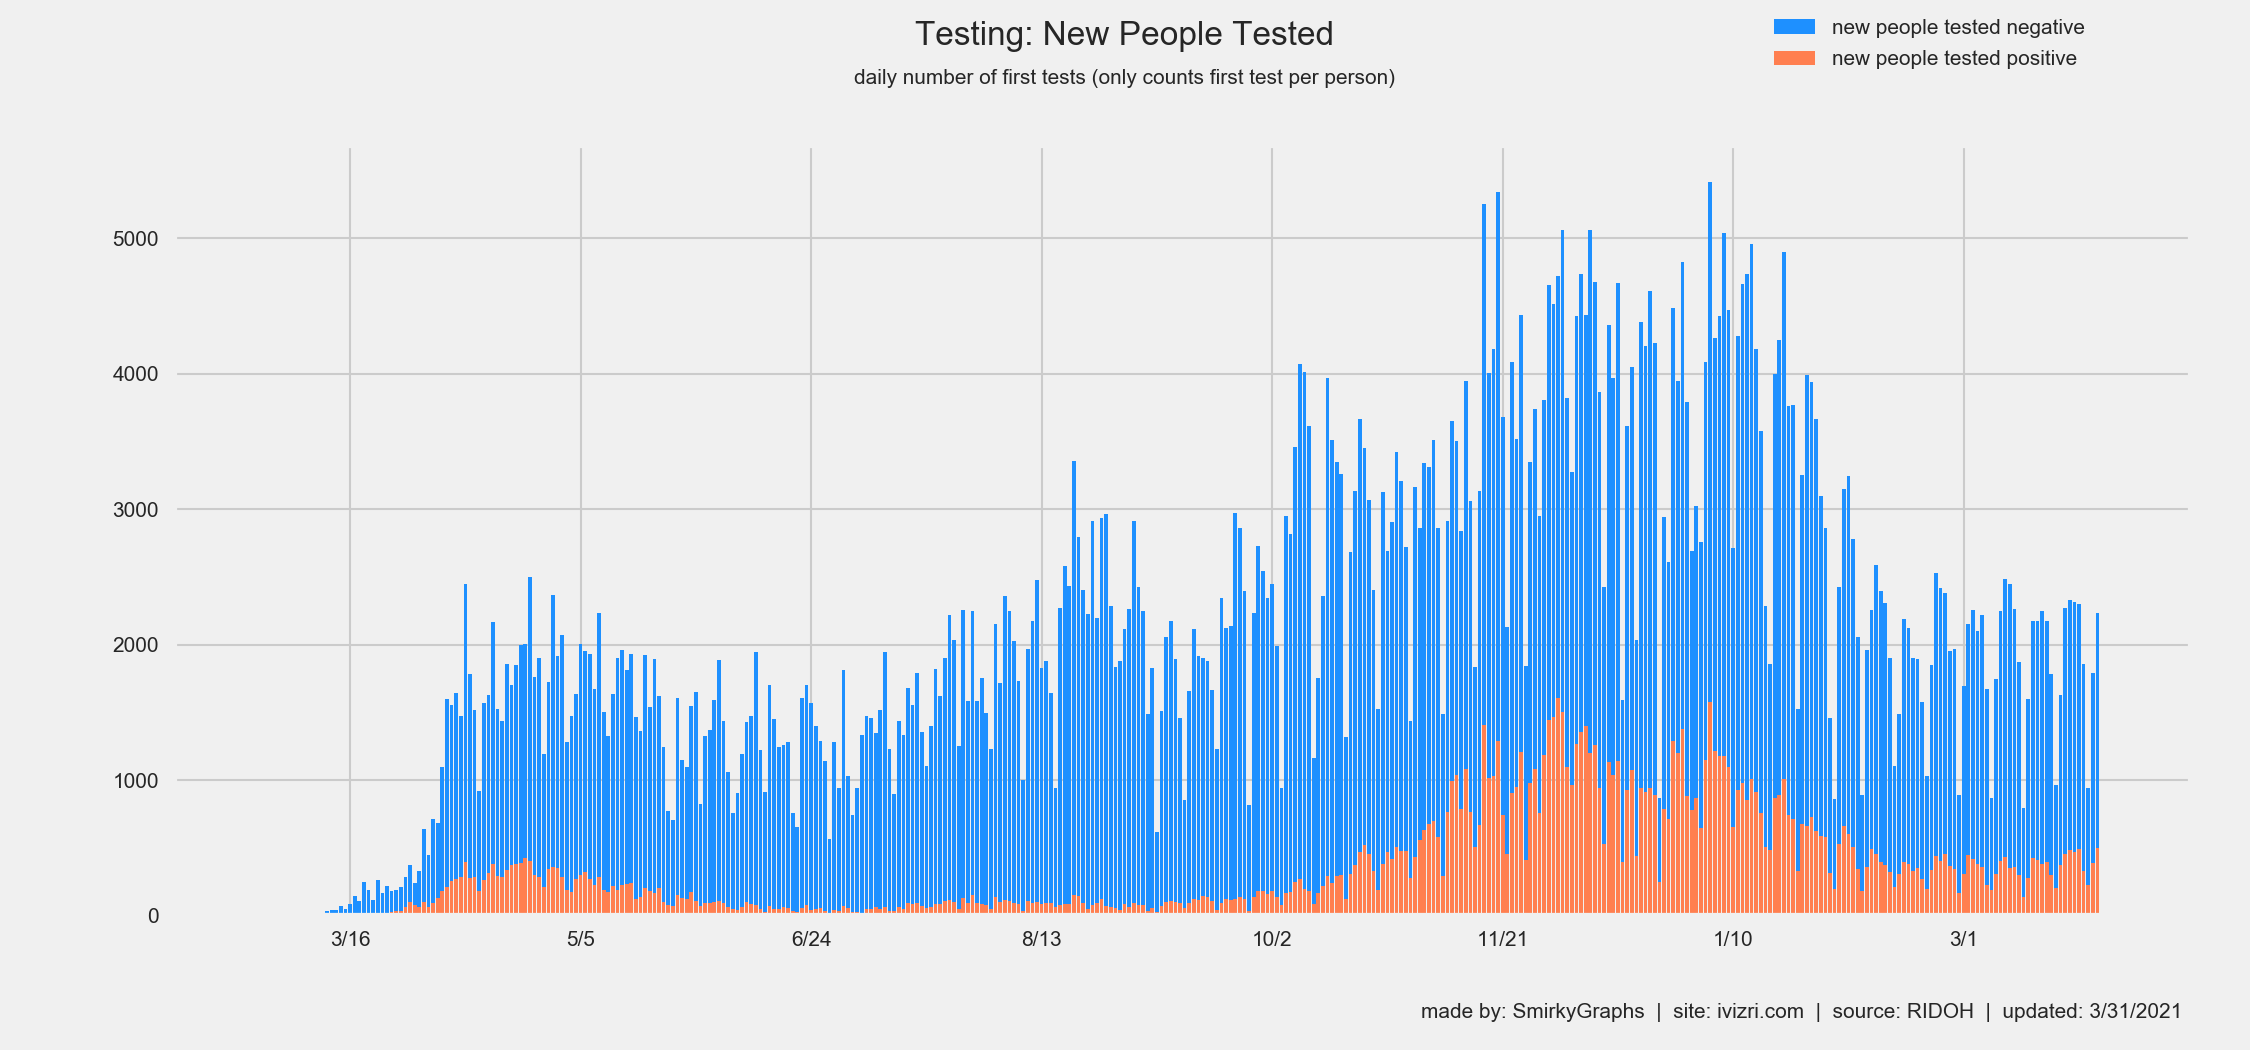 Testing: New People Tested
daily number of first tests (only counts first test per person)
new people tested negative
new people tested positive
5000
4000
3000
2000
1000
0
3/16 5/5 6/24 8/13 10/2 11/21 1/10 3/1
made by: SmirkyGraphs | site: ivizri.com | source: RIDOH | updated: 3/31/2021